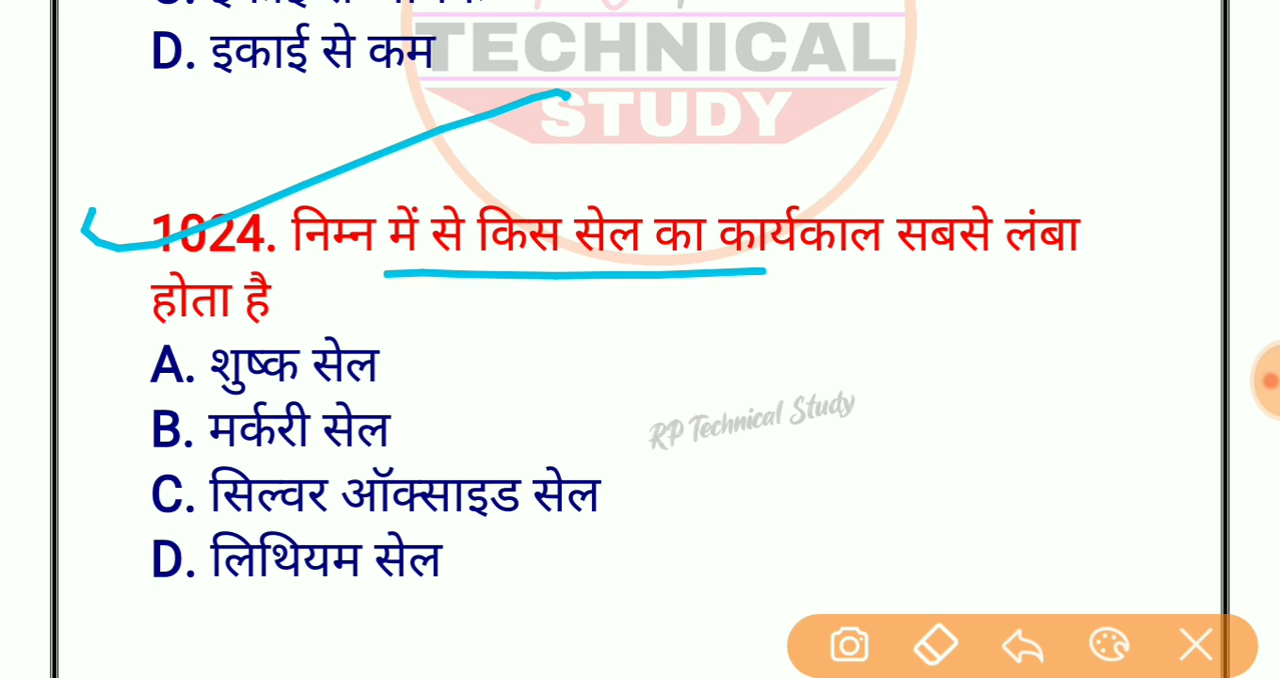 D. इकाई से कम
TECHNICAL
STUDY
1024. निम्न में से किस सेल का कार्यकाल सबसे लंबा
होता है
A. शुष्क सेल
B. मर्करी सेल
RP Technical Study
C. सिल्वर ऑक्साइड सेल
D. लिथियम सेल